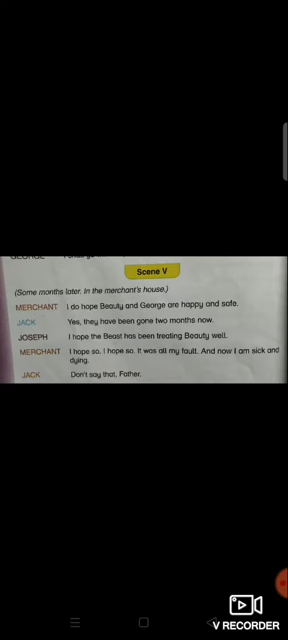 GEORGE
Scene V
(Some months later. In the merchant's house.)
MERCHANT I do hope Beauty and George are happy and safe.
JACK Yes, they have been gone two months now.
JOSEPH I hope the Beast has been treating Beauty well.
MERCHANT I hope so. I hope so. It was all my fault. And now I am sick and
dying.
JACK Don't say that, Father.
V RECORDER